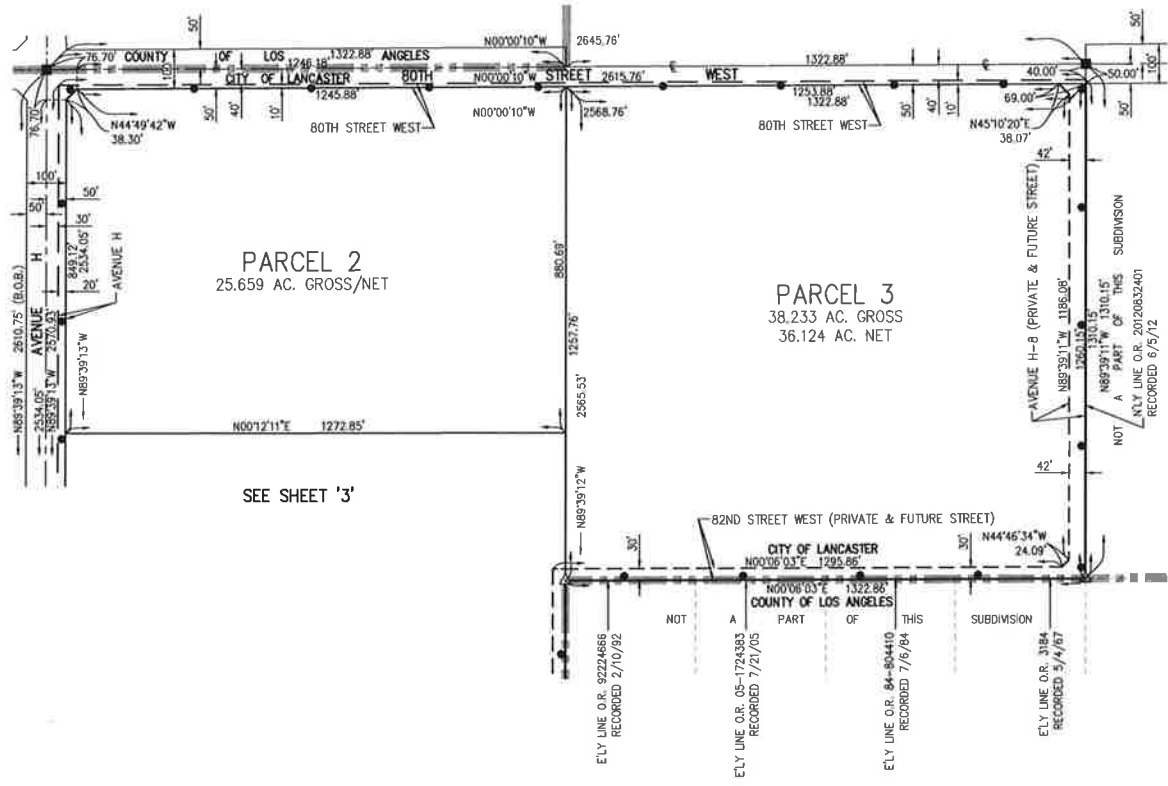 50'
N00°00'10"W
2645.76'
50'
76.70'
COUNTY OF LOS ANGELES
1322.88'
1322.88'
100'
1246.18'
100'
CITY OF LANCASTER
80TH STREET WEST
N00°00'10"W
2615.76'
40.00'
50.00'
1245.88'
1253.88'
1322.88'
69.00'
50'
40'
10'
50'
40'
10'
50'
76.70'
N44°49'42"W
38.30'
80TH STREET WEST
N00°00'10"W
2568.76'
80TH STREET WEST
N45°10'20"E
38.07'
42'
100'
50'
50'
30'
20'
N89°39'13"W 2610.75' (B.O.B.)
AVENUE H
2534.05'
N89°39'13"W 2570.93'
849.12'
2534.05'
AVENUE H
N89°39'13"W
PARCEL 2
25.659 AC. GROSS/NET
880.69'
1257.76'
2565.53'
N89°39'12"W
PARCEL 3
38.233 AC. GROSS
36.124 AC. NET
AVENUE H-8 (PRIVATE & FUTURE STREET)
N89°39'11"W 1186.08'
1260.15'
1310.15'
N89°39'11"W 1310.15'
NOT A PART OF THIS SUBDIVISION
N'LY LINE O.R. 20120832401
RECORDED 6/5/12
42'
N00°12'11"E 1272.85'
SEE SHEET '3'
82ND STREET WEST (PRIVATE & FUTURE STREET)
N44°46'34"W
24.09'
30'
CITY OF LANCASTER
30'
N00°06'03"E 1295.86'
N00°06'03"E 1322.86'
COUNTY OF LOS ANGELES
NOT A PART OF THIS SUBDIVISION
E'LY LINE O.R. 92224666
RECORDED 2/10/92
E'LY LINE O.R. 05-1724383
RECORDED 7/21/05
E'LY LINE O.R. 84-804410
RECORDED 7/6/84
E'LY LINE O.R. 3184
RECORDED 5/4/67